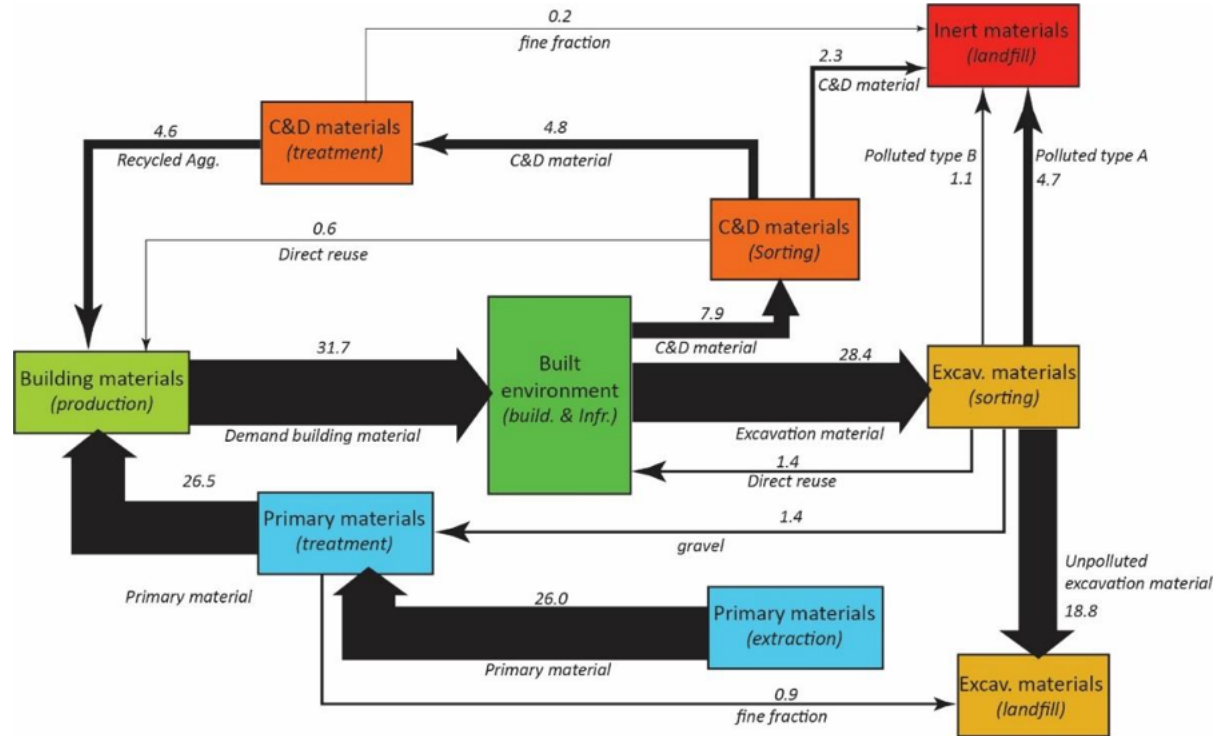 0.2
fine fraction
Inert materials
(landfill)
2.3
C&D material
4.6
Recycled Agg.
C&D materials
(treatment)
4.8
C&D material
Polluted type B
1.1
Polluted type A
4.7
0.6
Direct reuse
C&D materials
(Sorting)
7.9
C&D material
31.7
Demand building material
Building materials
(production)
Built
environment
(build. & Infr.)
28.4
Excavation material
Excav. materials
(sorting)
1.4
Direct reuse
26.5
Primary material
Primary materials
(treatment)
1.4
gravel
Unpolluted
excavation material
18.8
26.0
Primary material
Primary materials
(extraction)
0.9
fine fraction
Excav. materials
(landfill)